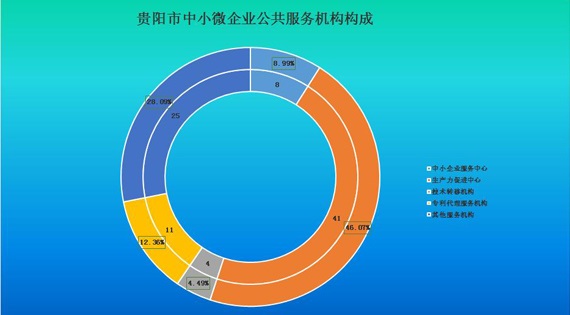 贵阳市中小微企业公共服务机构构成
8.99%
8
28.09%
25
41
46.07%
11
12.36%
4
4.49%
中小企业服务中心
生产力促进中心
技术转移机构
专利代理服务机构
其他服务机构